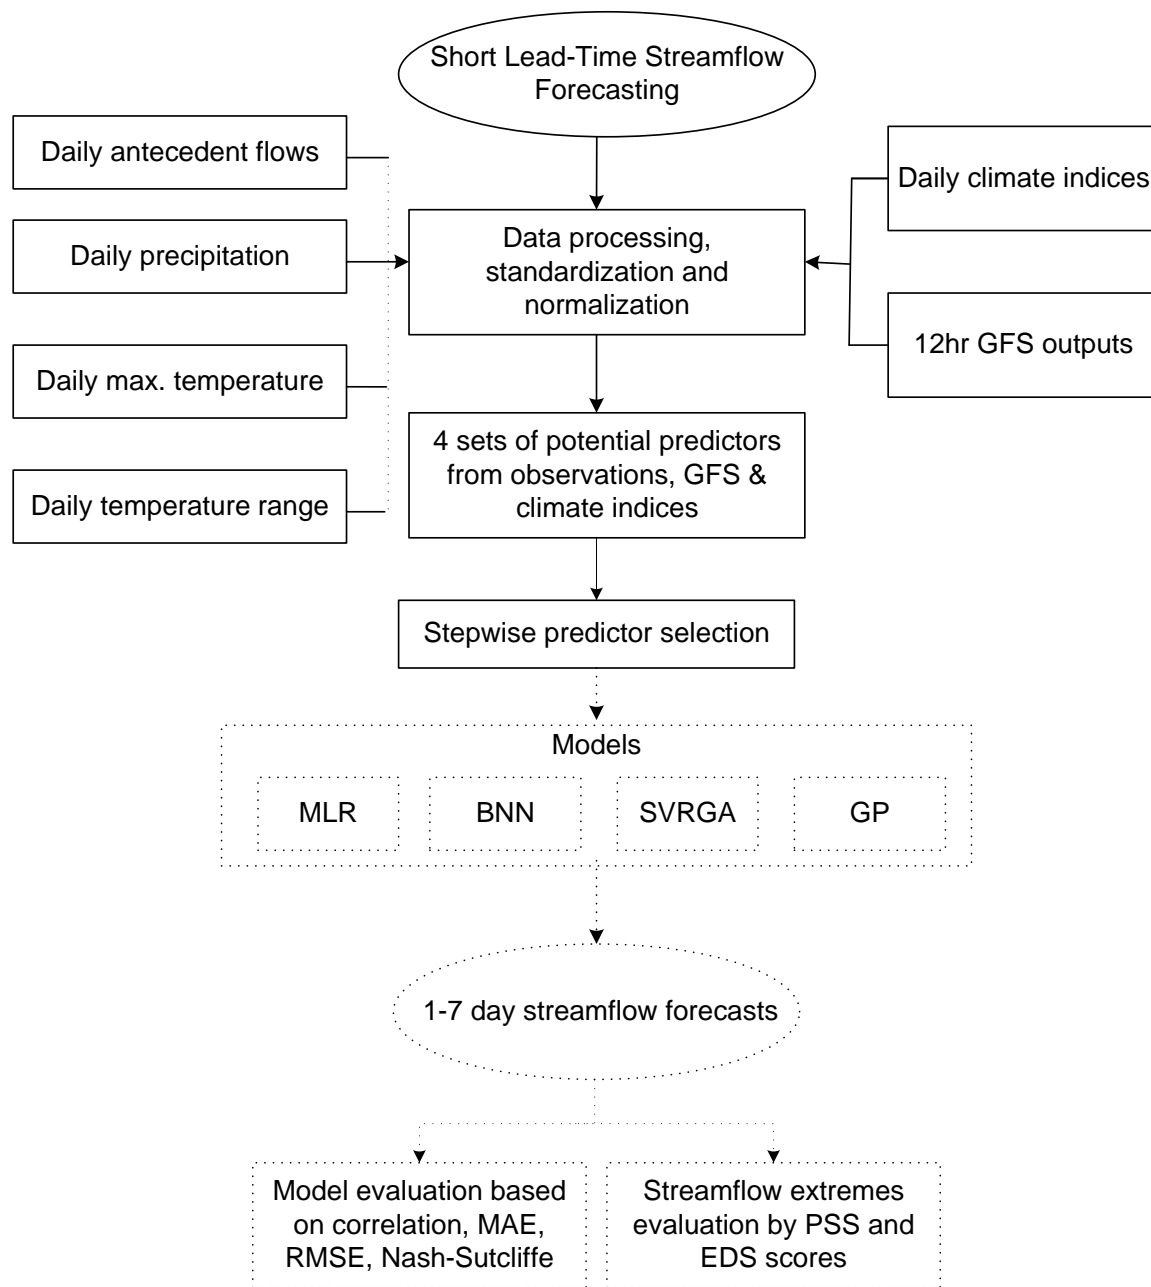 Short Lead-Time Streamflow
Forecasting
Daily antecedent flows
Daily precipitation
Daily max. temperature
Daily temperature range
Data processing,
standardization and
normalization
Daily climate indices
12hr GFS outputs
4 sets of potential predictors
from observations, GFS &
climate indices
Stepwise predictor selection
Models
MLR
BNN
SVRGA
GP
1-7 day streamflow forecasts
Model evaluation based
on correlation, MAE,
RMSE, Nash-Sutcliffe
Streamflow extremes
evaluation by PSS and
EDS scores